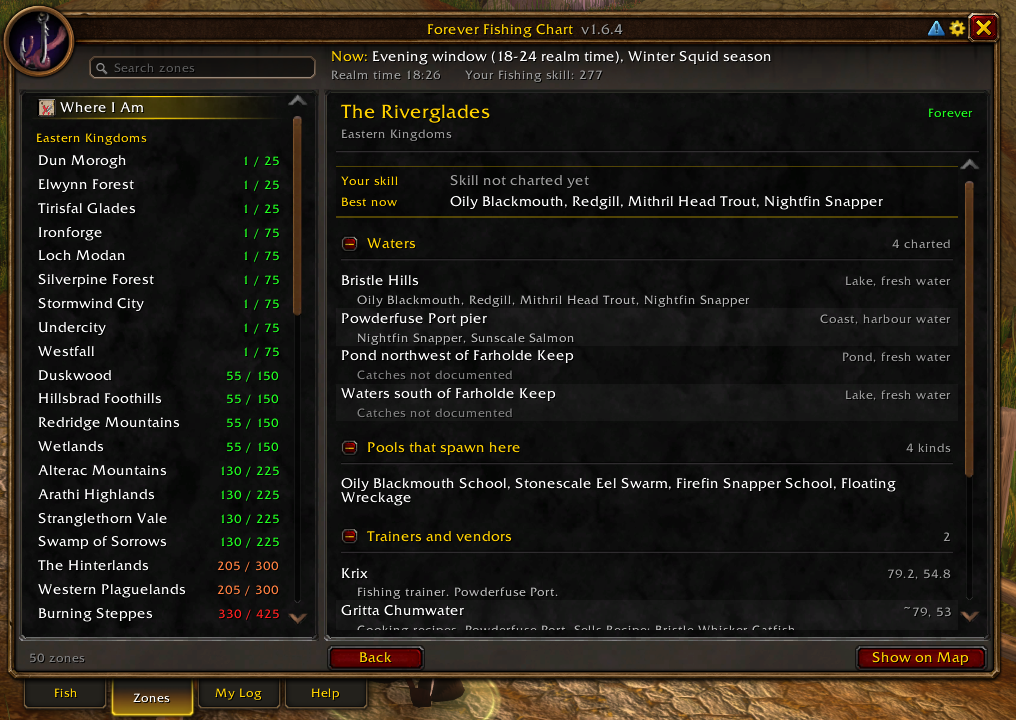 Forever Fishing Chart v1.6.4
Search zones
Now: Evening window (18-24 realm time), Winter Squid season
Realm time 18:26 Your Fishing skill: 277
Where I Am
Eastern Kingdoms
Dun Morogh 1 / 25
Elwynn Forest 1 / 25
Tirisfal Glades 1 / 25
Ironforge 1 / 75
Loch Modan 1 / 75
Silverpine Forest 1 / 75
Stormwind City 1 / 75
Undercity 1 / 75
Westfall 1 / 75
Duskwood 55 / 150
Hillsbrad Foothills 55 / 150
Redridge Mountains 55 / 150
Wetlands 55 / 150
Alterac Mountains 130 / 225
Arathi Highlands 130 / 225
Stranglethorn Vale 130 / 225
Swamp of Sorrows 130 / 225
The Hinterlands 205 / 300
Western Plaguelands 205 / 300
Burning Steppes 330 / 425
50 zones
The Riverglades Forever
Eastern Kingdoms
Your skill Skill not charted yet
Best now Oily Blackmouth, Redgill, Mithril Head Trout, Nightfin Snapper
Waters 4 charted
Bristle Hills Lake, fresh water
Oily Blackmouth, Redgill, Mithril Head Trout, Nightfin Snapper
Powderfuse Port pier Coast, harbour water
Nightfin Snapper, Sunscale Salmon
Pond northwest of Farholde Keep Pond, fresh water
Catches not documented
Waters south of Farholde Keep Lake, fresh water
Catches not documented
Pools that spawn here 4 kinds
Oily Blackmouth School, Stonescale Eel Swarm, Firefin Snapper School, Floating
Wreckage
Trainers and vendors 2
Krix 79.2, 54.8
Fishing trainer. Powderfuse Port.
Gritta Chumwater ~79, 53
Cooking recipes. Powderfuse Port. Sells Recipe: Bristle Whisker Catfish
Back Show on Map
Fish Zones My Log Help